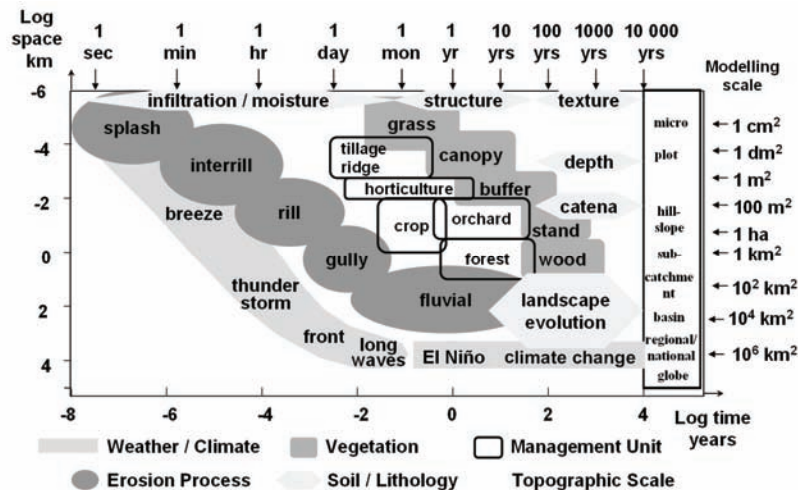 Log space km
1 sec
1 min
1 hr
1 day
1 mon
1 yr
10 yrs
100 yrs
1000 yrs
10 000 yrs
Modelling scale
-6
-4
-2
0
2
4
infiltration / moisture
structure
texture
splash
grass
micro
1 cm²
tillage ridge
canopy
depth
plot
1 dm²
interrill
horticulture
buffer
1 m²
breeze
rill
crop
orchard
catena
hill-slope
100 m²
stand
1 ha
gully
forest
wood
sub-catchment
1 km²
thunder storm
fluvial
landscape evolution
10² km²
basin
10⁴ km²
front
long waves
El Niño
climate change
regional/national
10⁶ km²
globe
-8
-6
-4
-2
0
2
4
Log time years
Weather / Climate
Vegetation
Management Unit
Erosion Process
Soil / Lithology
Topographic Scale